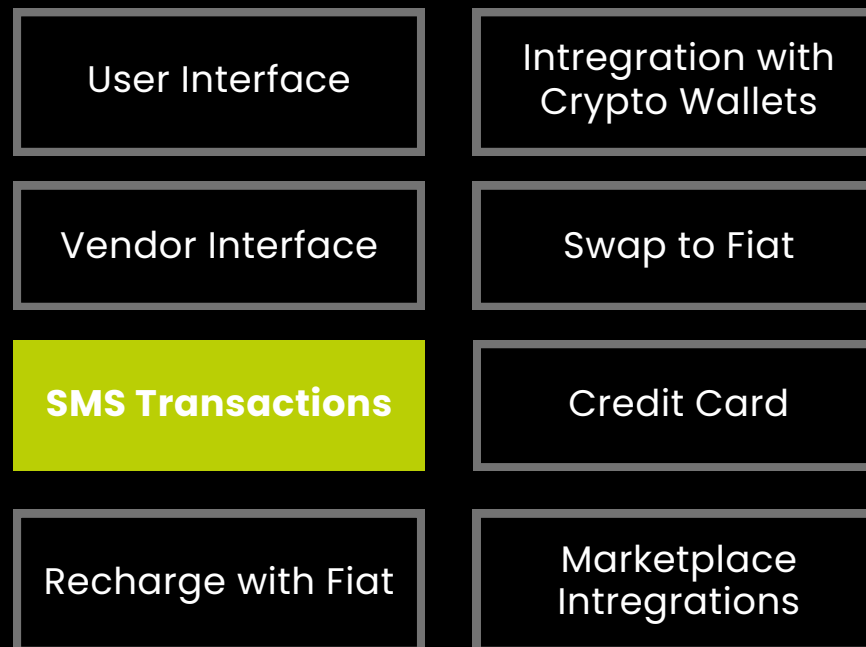 User Interface
Intregration with
Crypto Wallets
Vendor Interface
Swap to Fiat
SMS Transactions
Credit Card
Recharge with Fiat
Marketplace
Intregrations